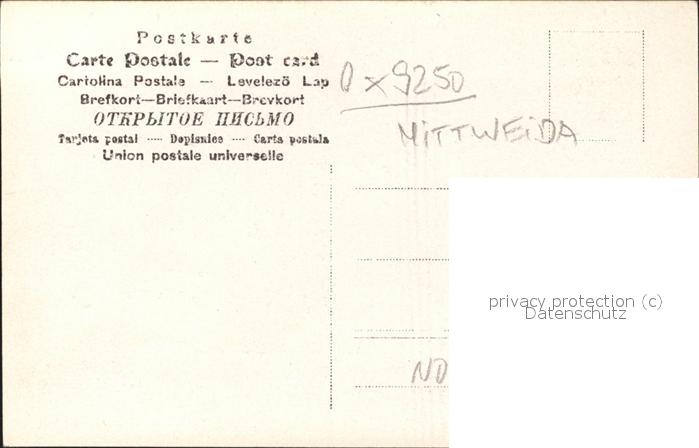 Postkarte
Carte Postale — Post card
Cartolina Postale — Levelező Lap
Brefkort—Briefkaart—Brevkort
ОТКРЫТОЕ ПИСЬМО
Tarjeta postal ---- Dopisnice --- Carta postala
Union postale universelle
0 x 9250
MiTTWEiDA
privacy protection (c)
Datenschutz
ND